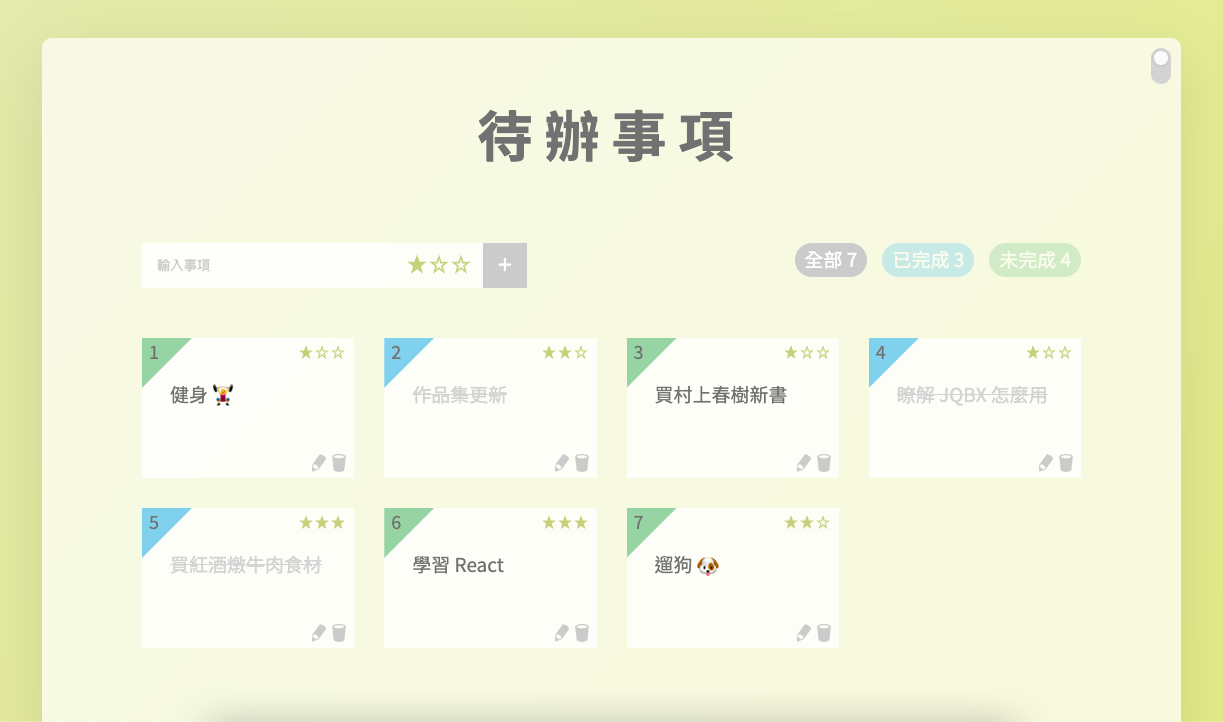 待辦事項
輸入事項 ★☆☆ +
全部 7 已完成 3 未完成 4
1 ★☆☆
健身 🏋️
2 ★★☆
作品集更新
3 ★☆☆
買村上春樹新書
4 ★☆☆
瞭解 JQBX 怎麼用
5 ★★★
買紅酒燉牛肉食材
6 ★★★
學習 React
7 ★★☆
遛狗 🐶